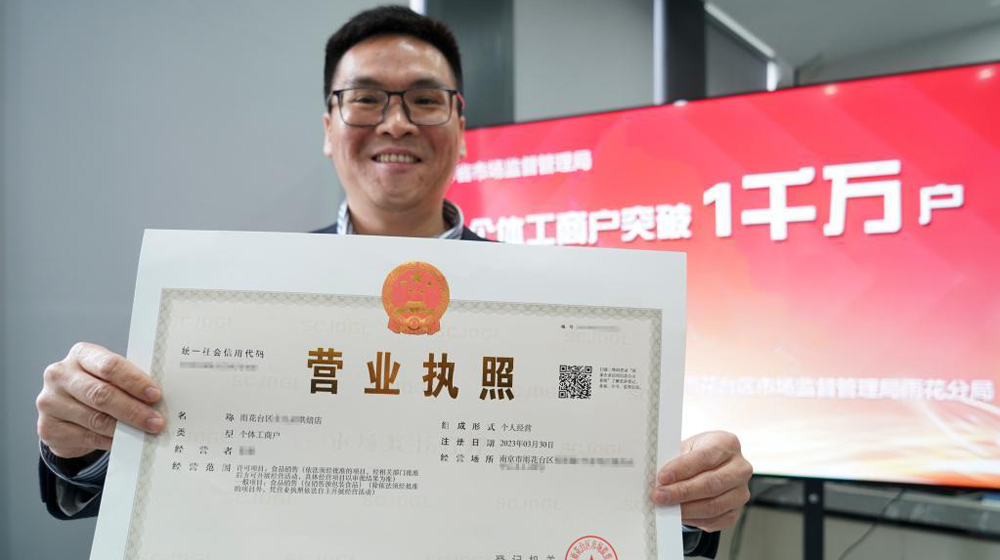 省市场监督管理局
个体工商户突破1千万户
雨花台区市场监督管理局雨花分局
编 号
统一社会信用代码
营业执照
名 称 雨花台区 烘焙店
类 型 个体工商户
经 营 者
经 营 范 围 许可项目:食品销售(依法须经批准的项目,经相关部门批准
后方可开展经营活动,具体经营项目以审批结果为准)
一般项目:食品销售(仅销售预包装食品)(除依法须经批准
的项目外,凭营业执照依法自主开展经营活动)
组 成 形 式 个人经营
注 册 日 期 2023年03月30日
经 营 场 所 南京市雨花台区
登 记 机 关